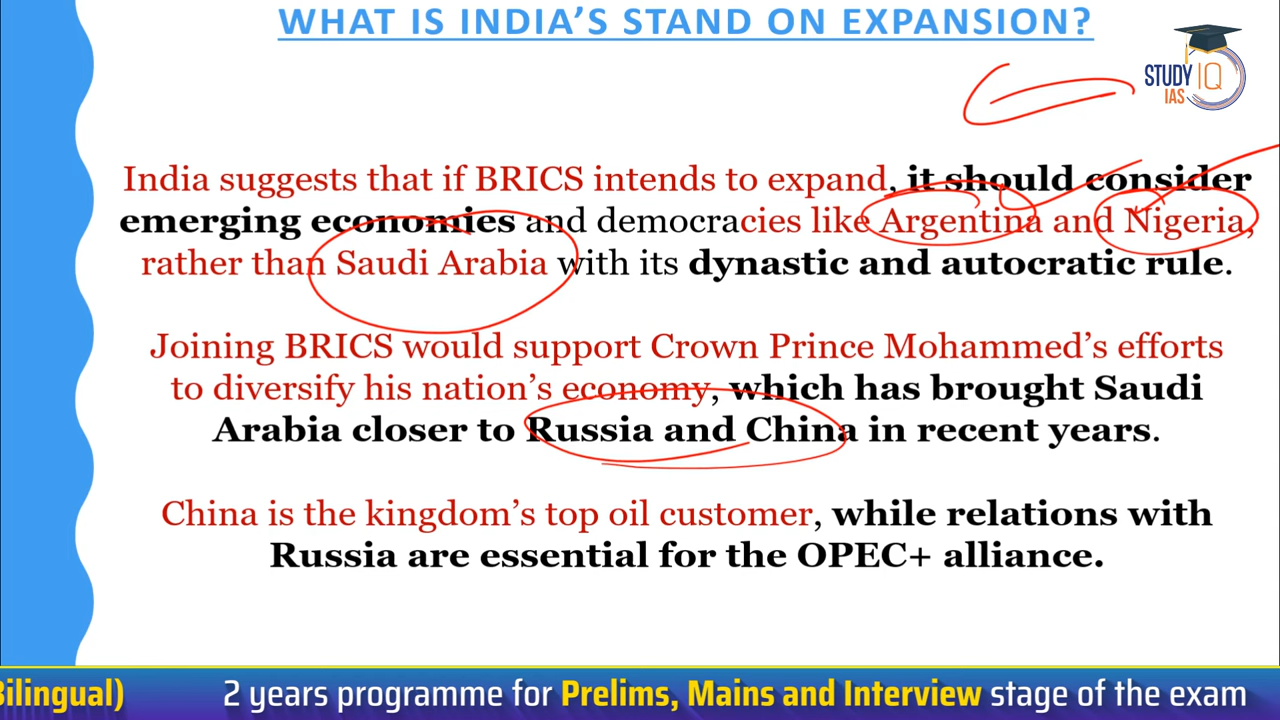 WHAT IS INDIA’S STAND ON EXPANSION?
STUDY IQ
IAS
India suggests that if BRICS intends to expand, it should consider
emerging economies and democracies like Argentina and Nigeria,
rather than Saudi Arabia with its dynastic and autocratic rule.
Joining BRICS would support Crown Prince Mohammed’s efforts
to diversify his nation’s economy, which has brought Saudi
Arabia closer to Russia and China in recent years.
China is the kingdom’s top oil customer, while relations with
Russia are essential for the OPEC+ alliance.
Bilingual) 2 years programme for Prelims, Mains and Interview stage of the exam